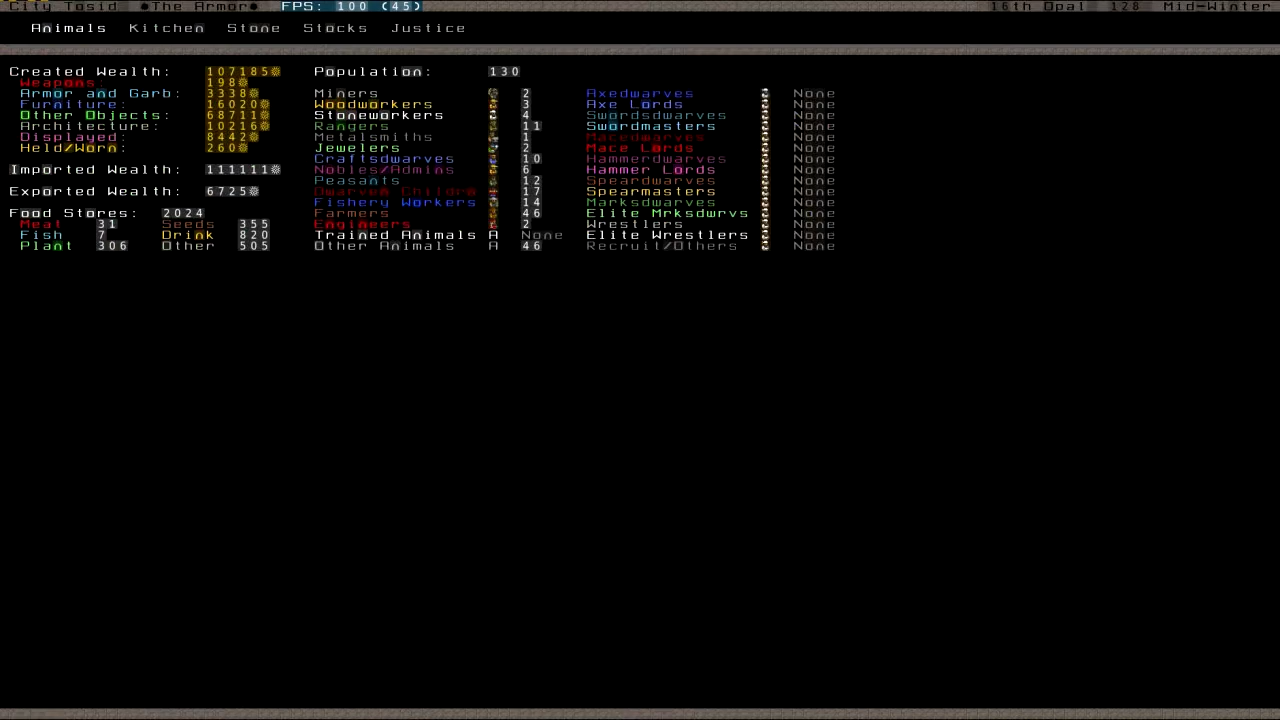 City Tosid ●The Armor● FPS: 100 (45) 16th Opal 128 Mid-Winter
Animals Kitchen Stone Stocks Justice
Created Wealth: 107185☼ Population: 130
Weapons: 198☼
Armor and Garb: 3338☼ Miners 2 Axedwarves None
Furniture: 16020☼ Woodworkers 3 Axe Lords None
Other Objects: 68711☼ Stoneworkers 4 Swordsdwarves None
Architecture: 10216☼ Rangers 11 Swordmasters None
Displayed: 8442☼ Metalsmiths 1 Macedwarves None
Held/Worn: 260☼ Jewelers 2 Mace Lords None
Craftsdwarves 10 Hammerdwarves None
Imported Wealth: 111111☼ Nobles/Admins 6 Hammer Lords None
Peasants 12 Speardwarves None
Exported Wealth: 6725☼ Dwarven Childrn 17 Spearmasters None
Fishery Workers 14 Marksdwarves None
Food Stores: 2024 Farmers 46 Elite Mrksdwrvs None
Meat 31 Seeds 355 Engineers 2 Wrestlers None
Fish 7 Drink 820 Trained Animals A None Elite Wrestlers None
Plant 306 Other 505 Other Animals A 46 Recruit/Others None